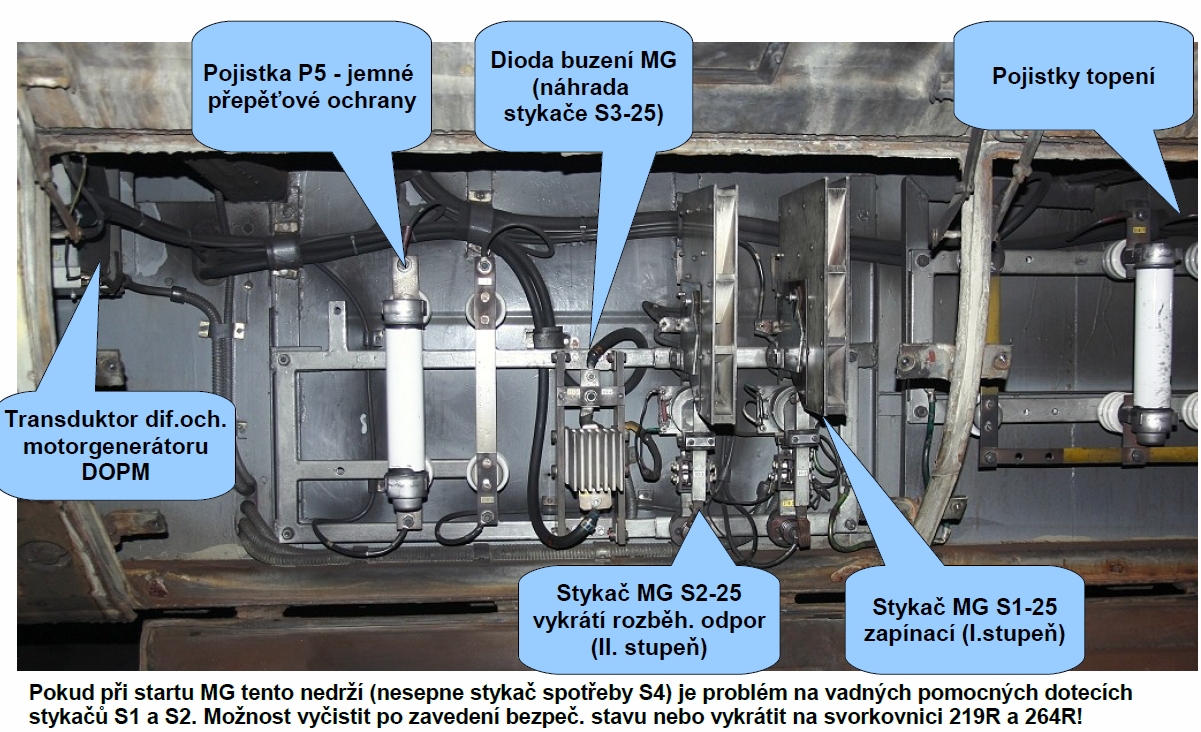 Pojistka P5 - jemné
přepěťové ochrany
Dioda buzení MG
(náhrada
stykače S3-25)
Pojistky topení
Transduktor dif.och.
motorgenerátoru
DOPM
Stykač MG S2-25
vykrátí rozběh. odpor
(II. stupeň)
Stykač MG S1-25
zapínací (I.stupeň)
Pokud při startu MG tento nedrží (nesepne stykač spotřeby S4) je problém na vadných pomocných dotecích
stykačů S1 a S2. Možnost vyčistit po zavedení bezpeč. stavu nebo vykrátit na svorkovnici 219R a 264R!